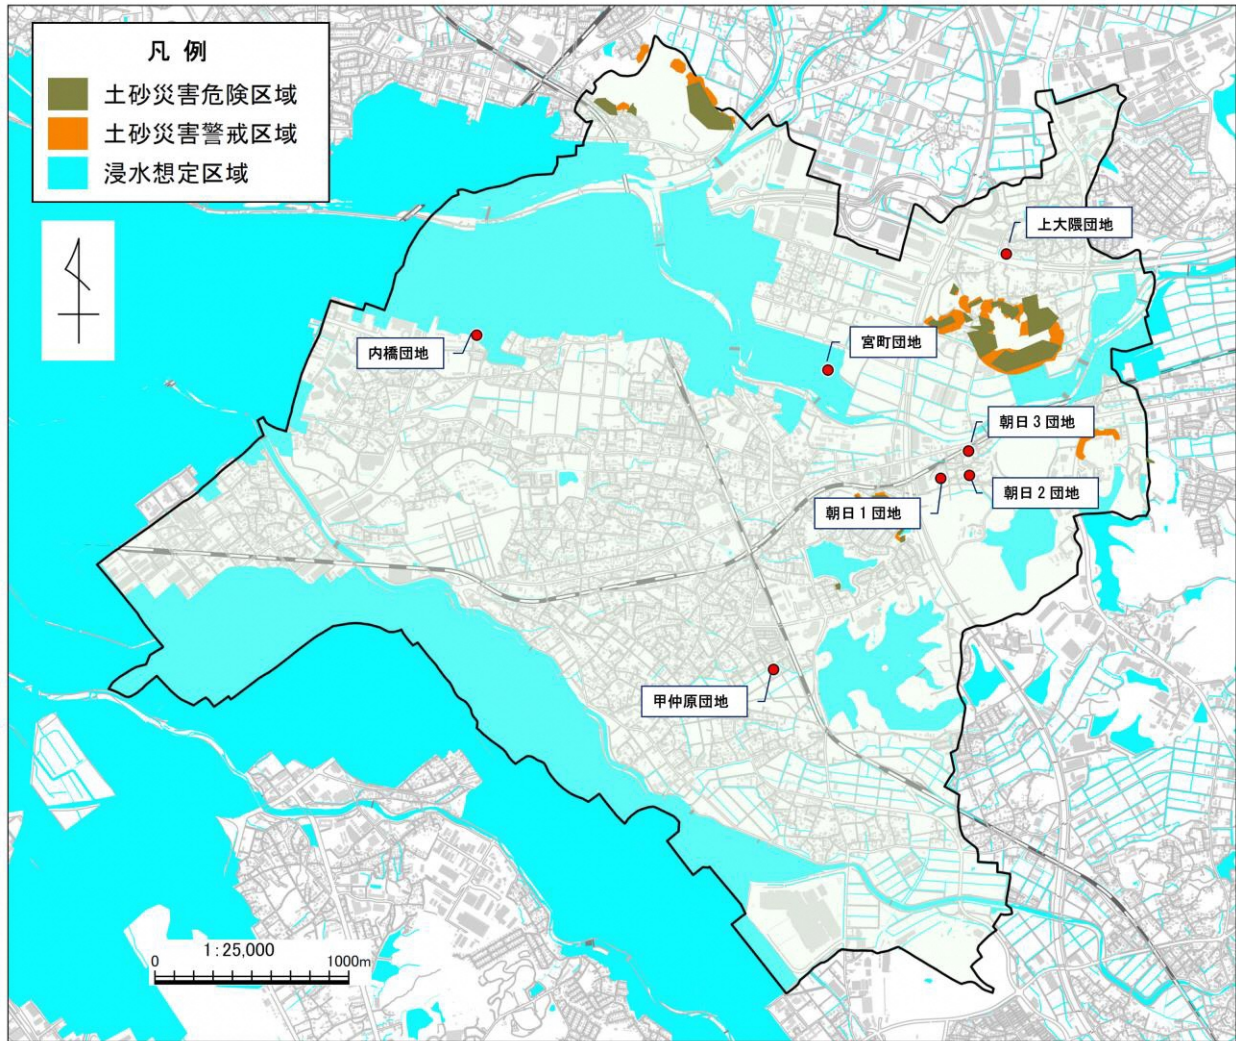 凡例
土砂災害危険区域
土砂災害警戒区域
浸水想定区域
上大隈団地
内橋団地
宮町団地
朝日3団地
朝日2団地
朝日1団地
甲仲原団地
1:25,000
0
1000m